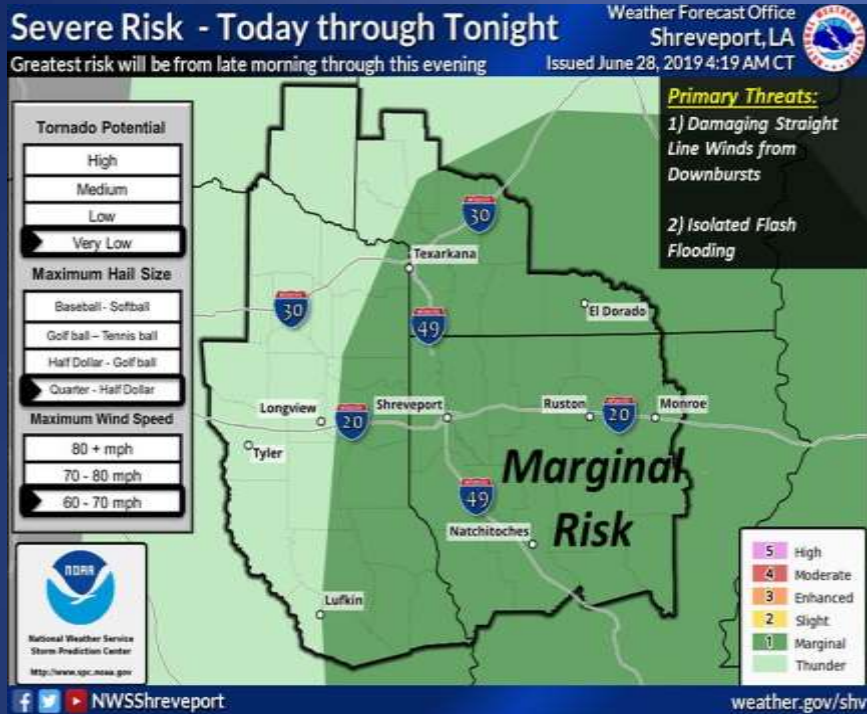 Severe Risk - Today through Tonight
Greatest risk will be from late morning through this evening
Weather Forecast Office
Shreveport, LA
Issued June 28, 2019 4:19 AM CT
Primary Threats:
1) Damaging Straight
Line Winds from
Downbursts
2) Isolated Flash
Flooding
Tornado Potential
High
Medium
Low
Very Low
Maximum Hail Size
Baseball - Softball
Golf ball – Tennis ball
Half Dollar - Golf ball
Quarter - Half Dollar
Maximum Wind Speed
80 + mph
70 - 80 mph
60 - 70 mph
30
Texarkana
30
49
El Dorado
Longview
20
Shreveport
Ruston
20
Monroe
Tyler
49
Marginal
Risk
Natchitoches
Lufkin
NOAA
National Weather Service
Storm Prediction Center
http://www.spc.noaa.gov
5 High
4 Moderate
3 Enhanced
2 Slight
1 Marginal
Thunder
NWSShreveport
weather.gov/shv